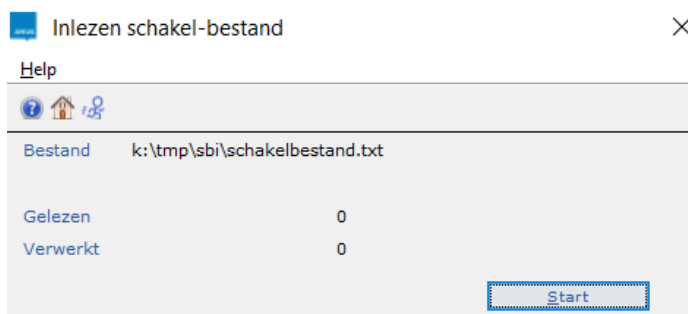 Inlezen schakel-bestand
Help
Bestand k:\tmp\sbi\schakelbestand.txt
Gelezen 0
Verwerkt 0
Start